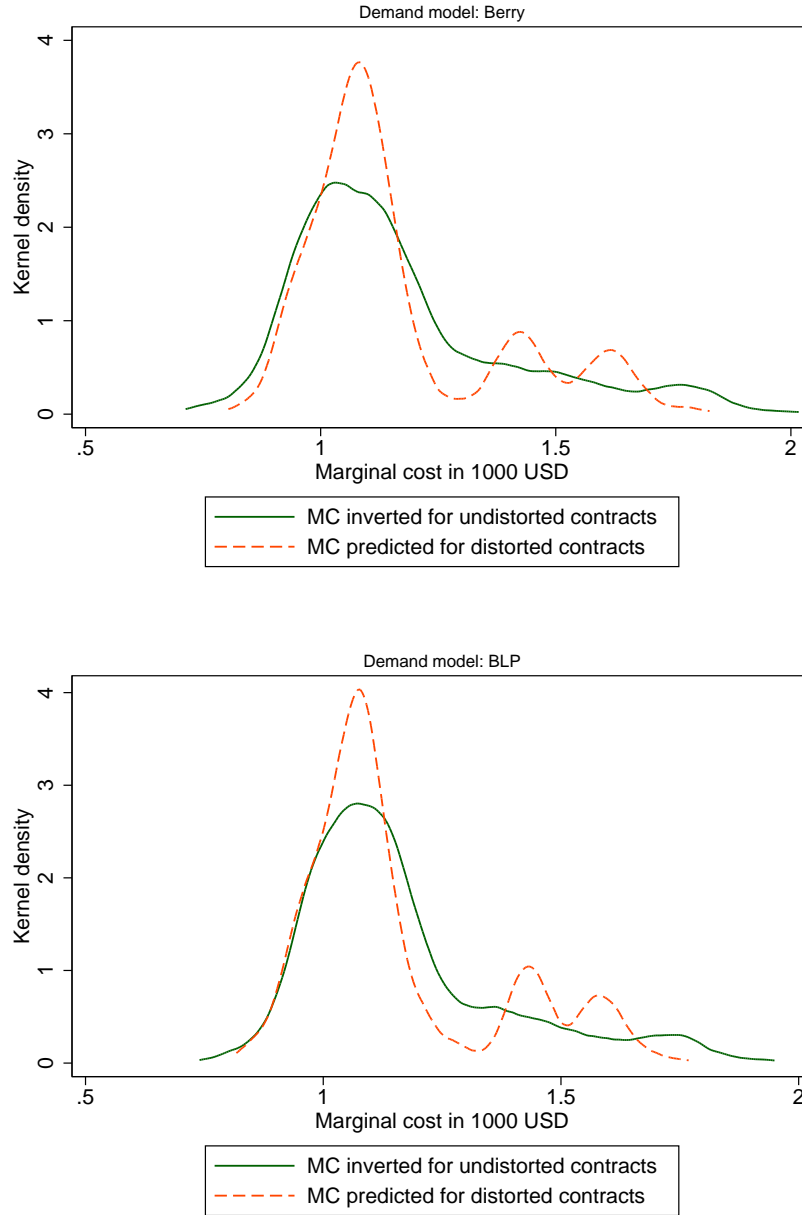 Demand model: Berry
4
3
2
1
0
Kernel density
.5 1 1.5 2
Marginal cost in 1000 USD
MC inverted for undistorted contracts
MC predicted for distorted contracts
Demand model: BLP
4
3
2
1
0
Kernel density
.5 1 1.5 2
Marginal cost in 1000 USD
MC inverted for undistorted contracts
MC predicted for distorted contracts